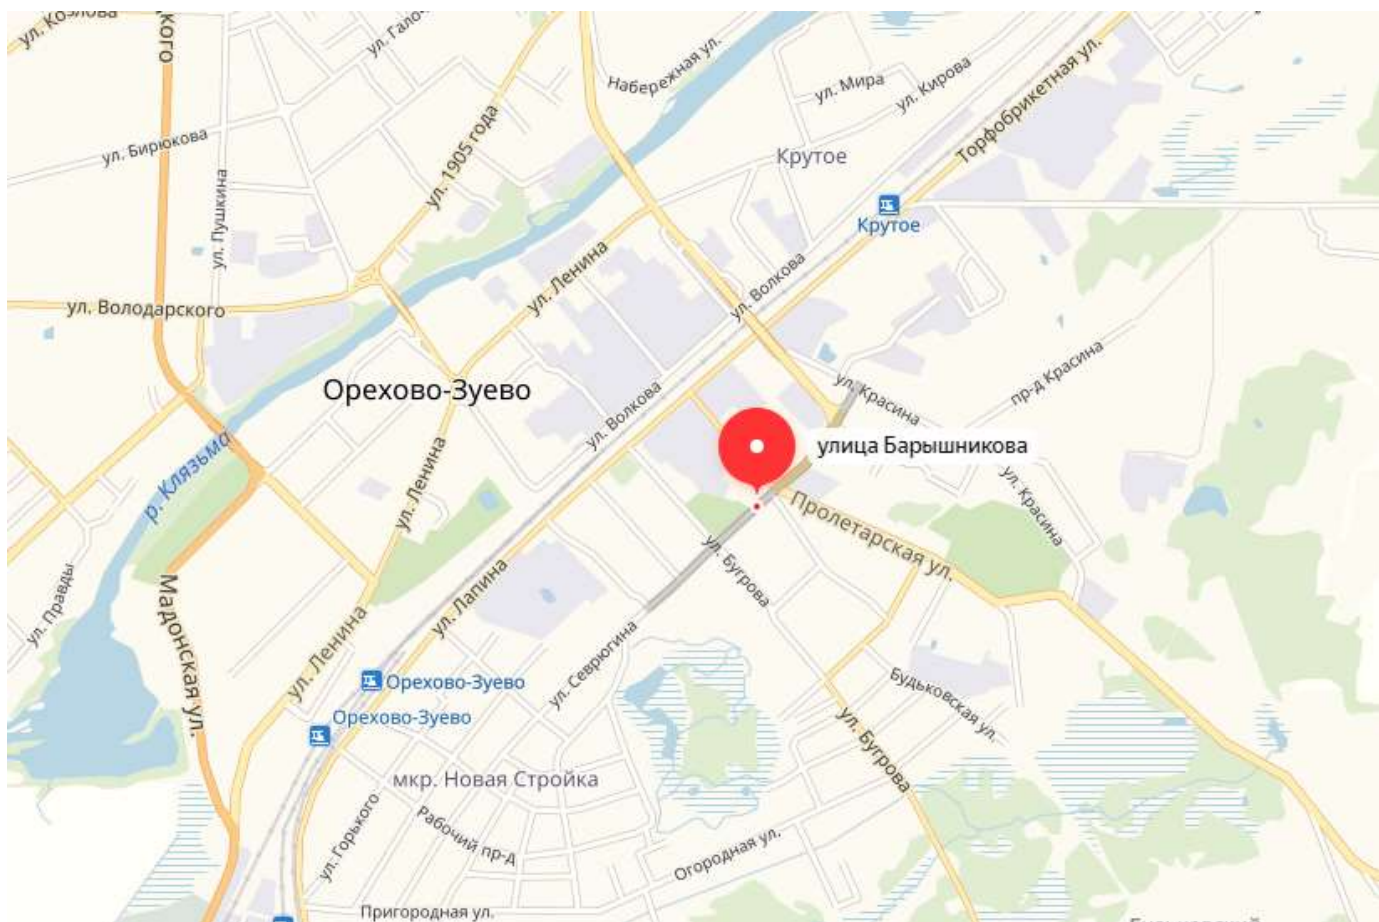 ул. Козлова
ул. Гало
кого
Набережная ул.
ул. Мира
ул. Кирова
Торфобрикетная ул.
ул. Бирюкова
ул. 1905 года
Крутое
ул. Пушкина
Крутое
ул. Ленина
ул. Волкова
ул. Володарского
пр-д Красина
ул. Красина
Орехово-Зуево
ул. Волкова
улица Барышникова
р. Клязьма
ул. Ленина
ул. Красина
Пролетарская ул.
ул. Бугрова
ул. Правды
Мадонская ул.
ул. Лапина
ул. Ленина
ул. Севрюгина
Орехово-Зуево
Орехово-Зуево
Будьковская ул.
ул. Бугрова
мкр. Новая Стройка
ул. Горького
Рабочий пр-д
Огородная ул.
Пригородная ул.